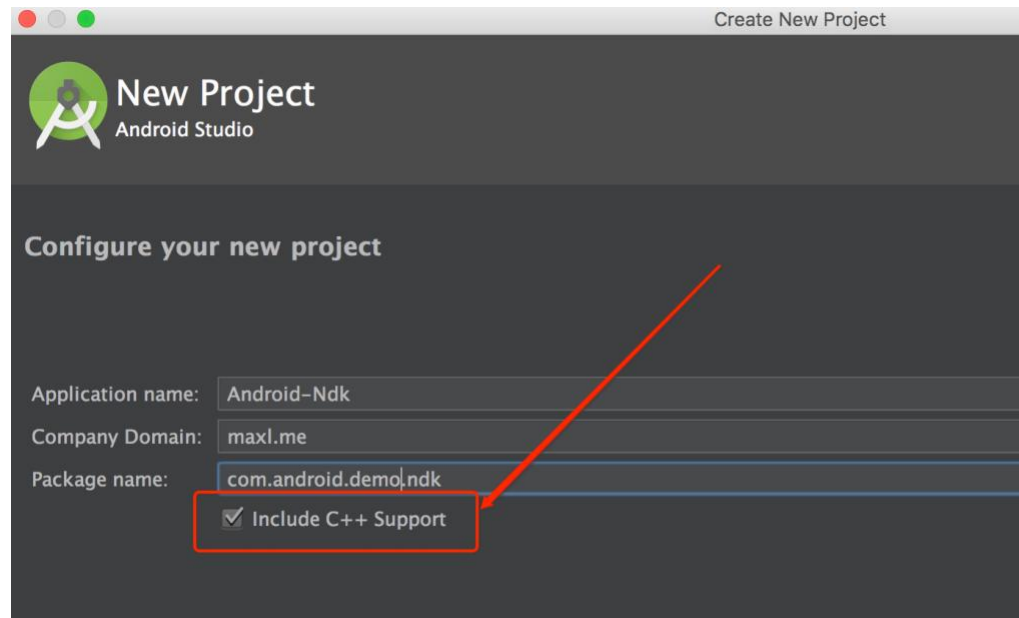 Create New Project
New Project
Android Studio
Configure your new project
Application name: Android-Ndk
Company Domain: maxl.me
Package name: com.android.demo.ndk
Include C++ Support